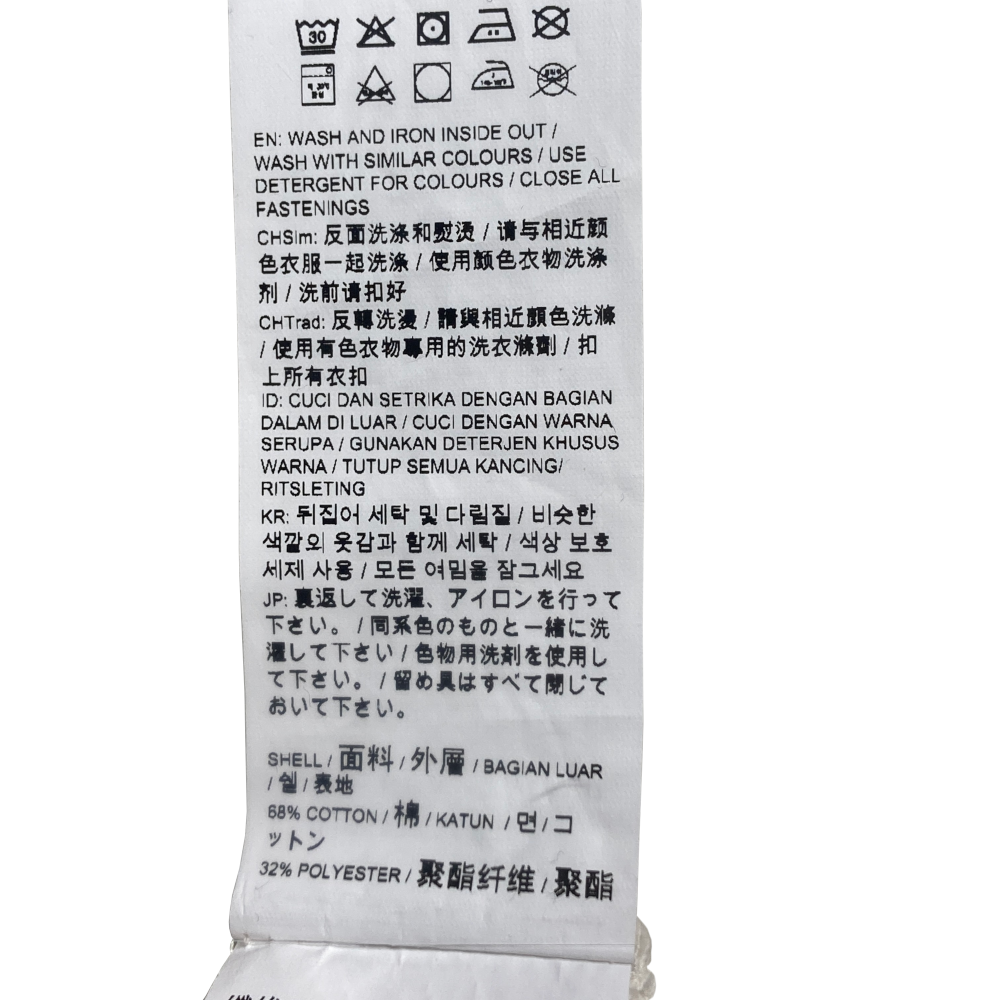 30
EN: WASH AND IRON INSIDE OUT /
WASH WITH SIMILAR COLOURS / USE
DETERGENT FOR COLOURS / CLOSE ALL
FASTENINGS
CHSim: 反面洗涤和熨烫 / 请与相近颜
色衣服一起洗涤 / 使用颜色衣物洗涤
剂 / 洗前请扣好
CHTrad: 反轉洗燙 / 請與相近顏色洗滌
/ 使用有色衣物專用的洗衣滌劑 / 扣
上所有衣扣
ID: CUCI DAN SETRIKA DENGAN BAGIAN
DALAM DI LUAR / CUCI DENGAN WARNA
SERUPA / GUNAKAN DETERJEN KHUSUS
WARNA / TUTUP SEMUA KANCING/
RITSLETING
KR: 뒤집어 세탁 및 다림질 / 비슷한
색깔의 옷감과 함께 세탁 / 색상 보호
세제 사용 / 모든 여밈을 잠그세요
JP: 裏返して洗濯、アイロンを行って
下さい。 / 同系色のものと一緒に洗
濯して下さい / 色物用洗剤を使用し
て下さい。 / 留め具はすべて閉じて
おいて下さい。
SHELL / 面料 / 外層 / BAGIAN LUAR
/ 쉘 / 表地
68% COTTON / 棉 / KATUN / 면 / コ
ットン
32% POLYESTER / 聚酯纤维 / 聚酯